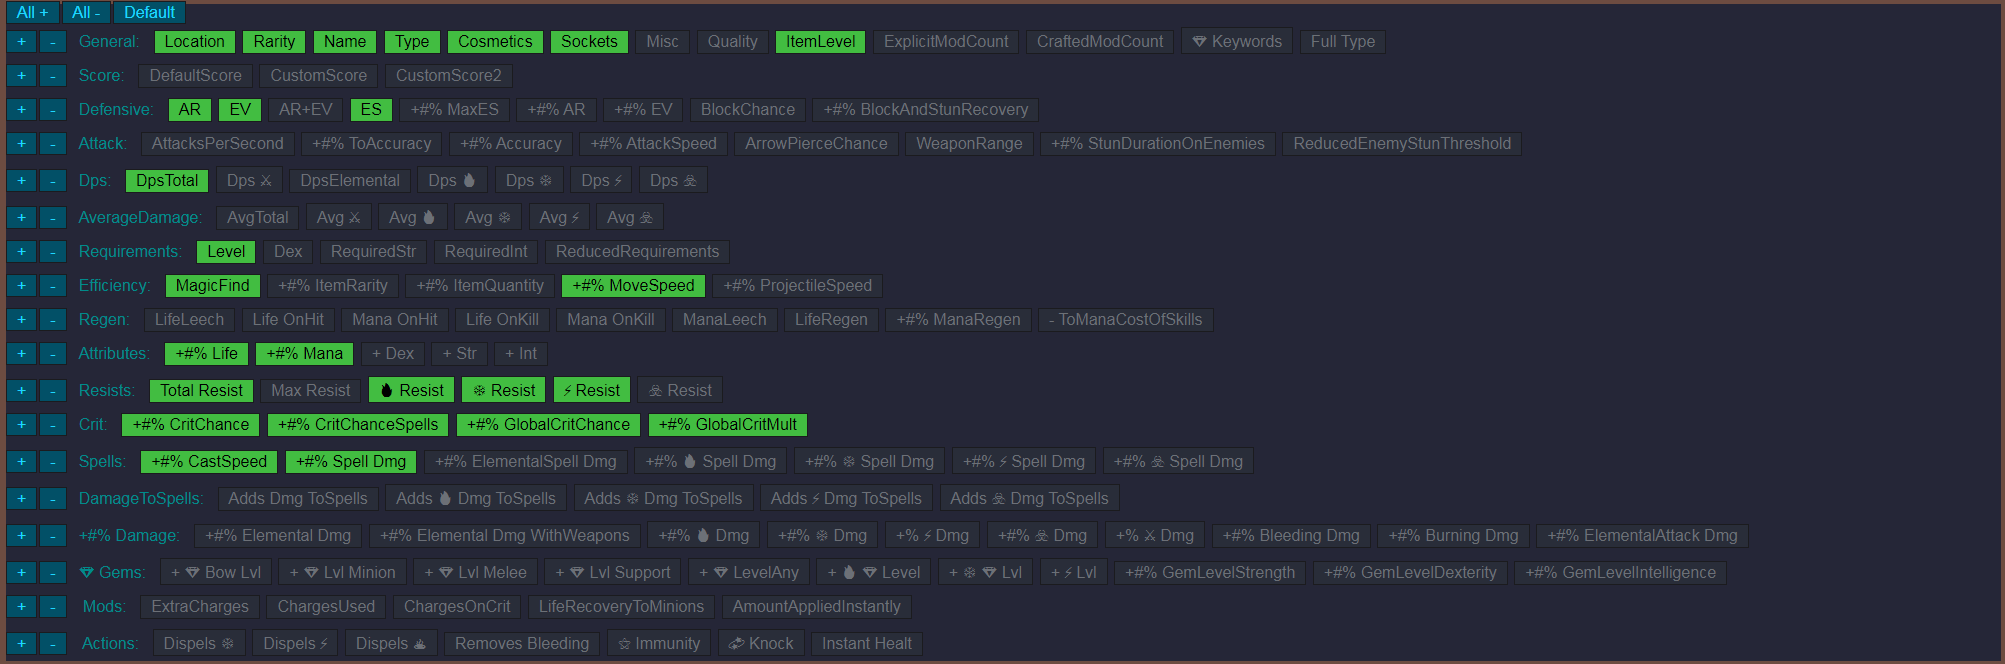 All + All - Default
+ - General: Location Rarity Name Type Cosmetics Sockets Misc Quality ItemLevel ExplicitModCount CraftedModCount Keywords Full Type
+ - Score: DefaultScore CustomScore CustomScore2
+ - Defensive: AR EV AR+EV ES +#% MaxES +#% AR +#% EV BlockChance +#% BlockAndStunRecovery
+ - Attack: AttacksPerSecond +#% ToAccuracy +#% Accuracy +#% AttackSpeed ArrowPierceChance WeaponRange +#% StunDurationOnEnemies ReducedEnemyStunThreshold
+ - Dps: DpsTotal Dps DpsElemental Dps Dps Dps Dps
+ - AverageDamage: AvgTotal Avg Avg Avg Avg Avg
+ - Requirements: Level Dex RequiredStr RequiredInt ReducedRequirements
+ - Efficiency: MagicFind +#% ItemRarity +#% ItemQuantity +#% MoveSpeed +#% ProjectileSpeed
+ - Regen: LifeLeech Life OnHit Mana OnHit Life OnKill Mana OnKill ManaLeech LifeRegen +#% ManaRegen - ToManaCostOfSkills
+ - Attributes: +#% Life +#% Mana + Dex + Str + Int
+ - Resists: Total Resist Max Resist Resist Resist Resist Resist
+ - Crit: +#% CritChance +#% CritChanceSpells +#% GlobalCritChance +#% GlobalCritMult
+ - Spells: +#% CastSpeed +#% Spell Dmg +#% ElementalSpell Dmg +#% Spell Dmg +#% Spell Dmg +#% Spell Dmg +#% Spell Dmg
+ - DamageToSpells: Adds Dmg ToSpells Adds Dmg ToSpells Adds Dmg ToSpells Adds Dmg ToSpells Adds Dmg ToSpells
+ - +#% Damage: +#% Elemental Dmg +#% Elemental Dmg WithWeapons +#% Dmg +#% Dmg +% Dmg +#% Dmg +% Dmg +#% Bleeding Dmg +#% Burning Dmg +#% ElementalAttack Dmg
+ - Gems: + Bow Lvl + Lvl Minion + Lvl Melee + Lvl Support + LevelAny + Level + Lvl + Lvl +#% GemLevelStrength +#% GemLevelDexterity +#% GemLevelIntelligence
+ - Mods: ExtraCharges ChargesUsed ChargesOnCrit LifeRecoveryToMinions AmountAppliedInstantly
+ - Actions: Dispels Dispels Dispels Removes Bleeding Immunity Knock Instant Healt